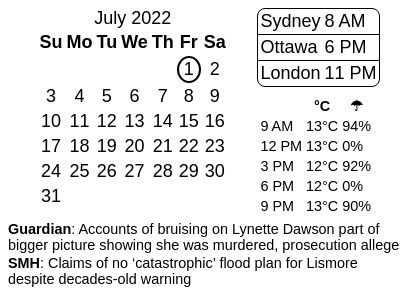 July 2022
Su Mo Tu We Th Fr Sa
1 2
3 4 5 6 7 8 9
10 11 12 13 14 15 16
17 18 19 20 21 22 23
24 25 26 27 28 29 30
31
Sydney 8 AM
Ottawa 6 PM
London 11 PM
°C ☂
9 AM 13°C 94%
12 PM 13°C 0%
3 PM 12°C 92%
6 PM 12°C 0%
9 PM 13°C 90%
Guardian: Accounts of bruising on Lynette Dawson part of
bigger picture showing she was murdered, prosecution allege
SMH: Claims of no ‘catastrophic’ flood plan for Lismore
despite decades-old warning